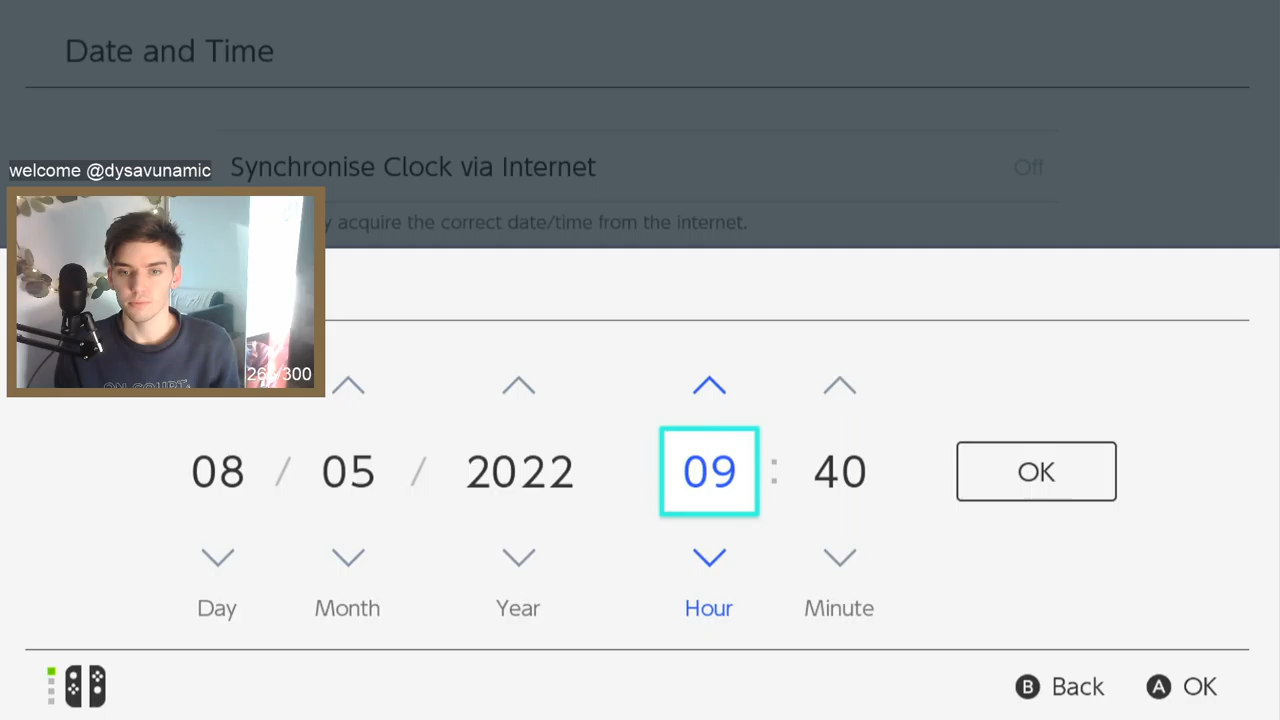 Date and Time
welcome @dysavunamic
Synchronise Clock via Internet Off
acquire the correct date/time from the internet.
/300
08 / 05 / 2022 09 : 40 OK
Day Month Year Hour Minute
B Back A OK